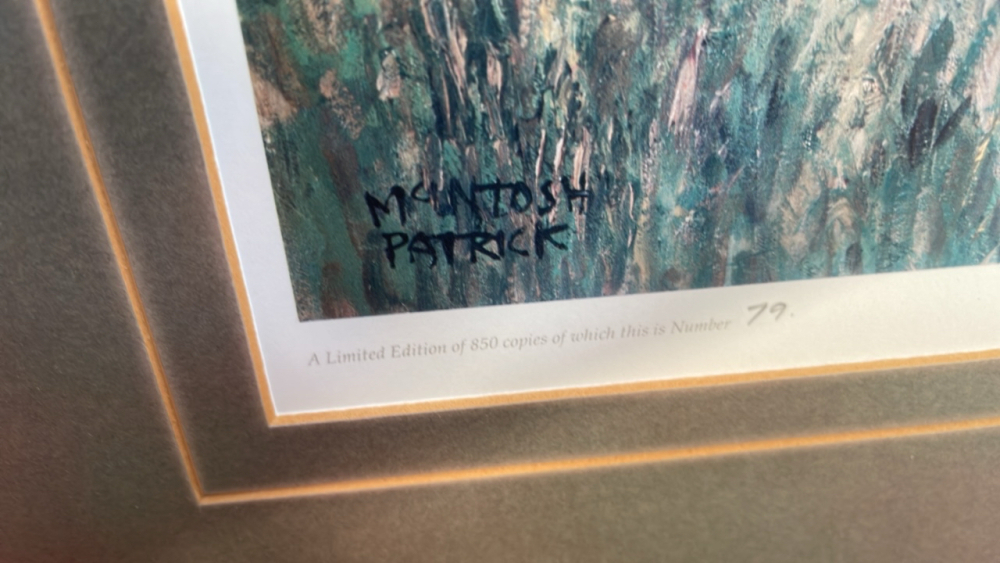 McINTOSH
PATRICK
A Limited Edition of 850 copies of which this is Number 79.